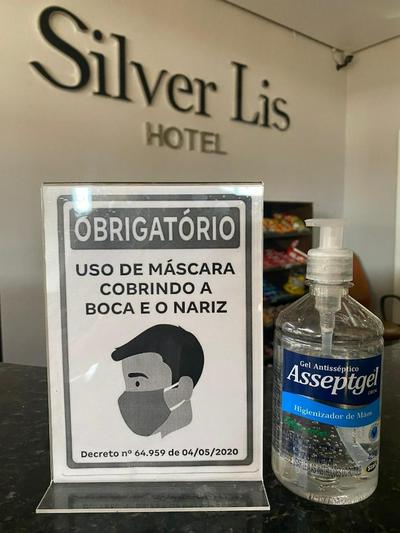 Silver Lis
HOTEL
OBRIGATÓRIO
USO DE MÁSCARA
COBRINDO A
BOCA E O NARIZ
Decreto nº 64.959 de 04/05/2020
Gel Antisséptico
Asseptgel
Higienizador de Mãos